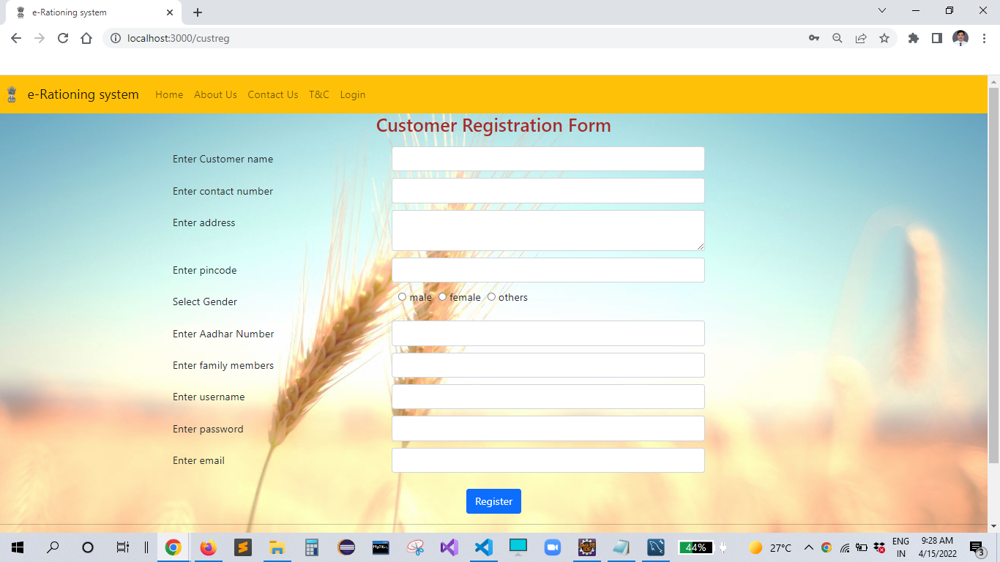 e-Rationing system
localhost:3000/custreg
e-Rationing system Home About Us Contact Us T&C Login
Customer Registration Form
Enter Customer name
Enter contact number
Enter address
Enter pincode
Select Gender male female others
Enter Aadhar Number
Enter family members
Enter username
Enter password
Enter email
Register
44% 27°C ENG 9:28 AM
IN 4/15/2022 3